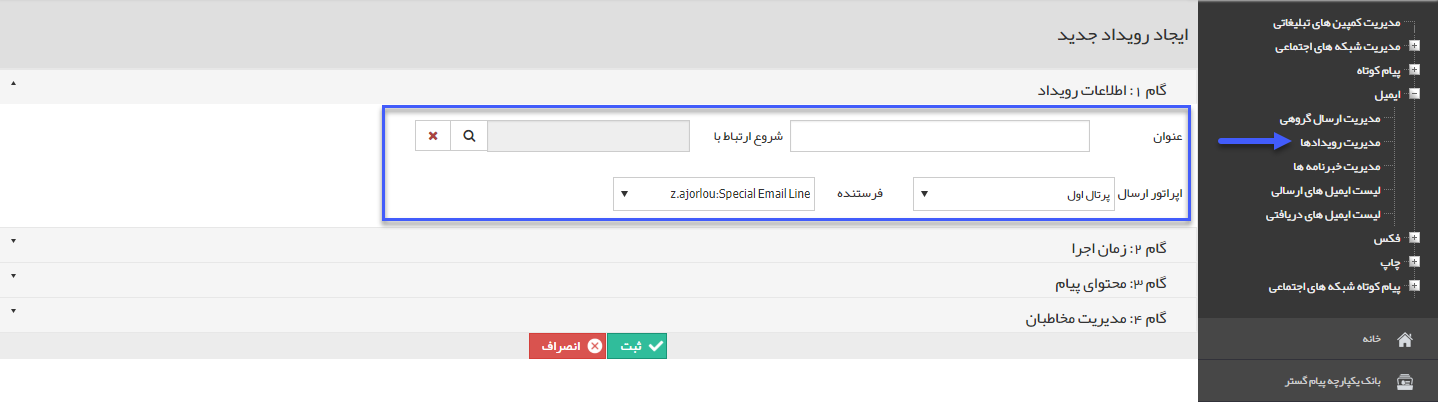 مدیریت کمپین های تبلیغاتی
مدیریت شبکه های اجتماعی
پیام کوتاه
ایمیل
مدیریت ارسال گروهی
مدیریت رویدادها
مدیریت خبرنامه ها
لیست ایمیل های ارسالی
لیست ایمیل های دریافتی
فکس
چاپ
پیام کوتاه شبکه های اجتماعی
خانه
بانک یکپارچه پیام گستر
ایجاد رویداد جدید
گام ۱: اطلاعات رویداد
عنوان شروع ارتباط با
اپراتور ارسال پرتال اول فرستنده z.ajorlou:Special Email Line
گام ۲: زمان اجرا
گام ۳: محتوای پیام
گام ۴: مدیریت مخاطبان
ثبت انصراف